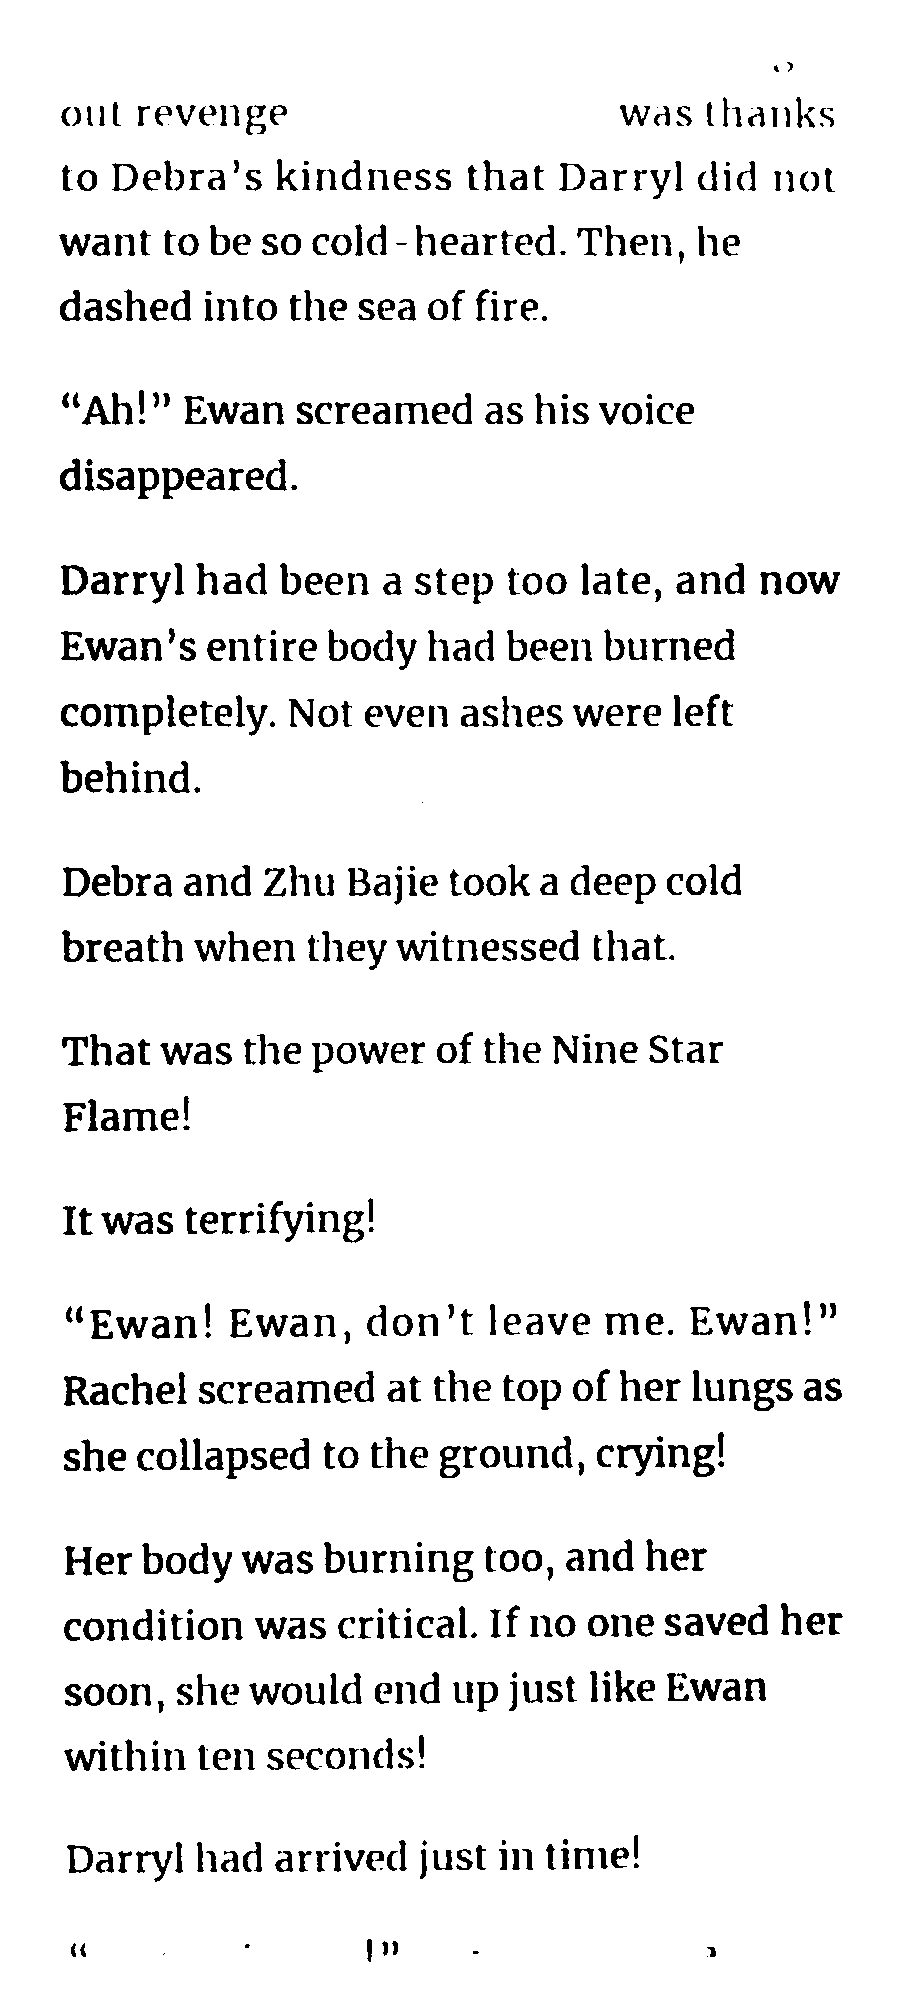 out revenge was thanks
to Debra's kindness that Darryl did not
want to be so cold-hearted. Then, he
dashed into the sea of fire.
“Ah!” Ewan screamed as his voice
disappeared.
Darryl had been a step too late, and now
Ewan's entire body had been burned
completely. Not even ashes were left
behind.
Debra and Zhu Bajie took a deep cold
breath when they witnessed that.
That was the power of the Nine Star
Flame!
It was terrifying!
“Ewan! Ewan, don't leave me. Ewan!”
Rachel screamed at the top of her lungs as
she collapsed to the ground, crying!
Her body was burning too, and her
condition was critical. If no one saved her
soon, she would end up just like Ewan
within ten seconds!
Darryl had arrived just in time!